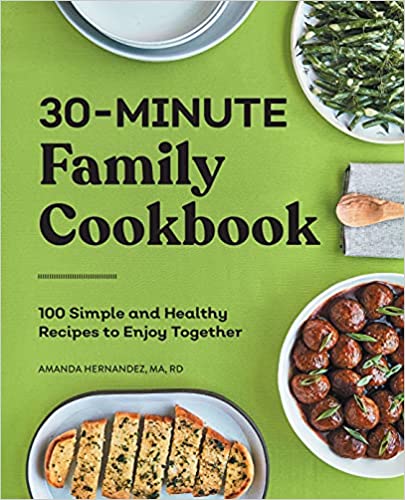 30-MINUTE
Family
Cookbook
100 Simple and Healthy
Recipes to Enjoy Together
AMANDA HERNANDEZ, MA, RD